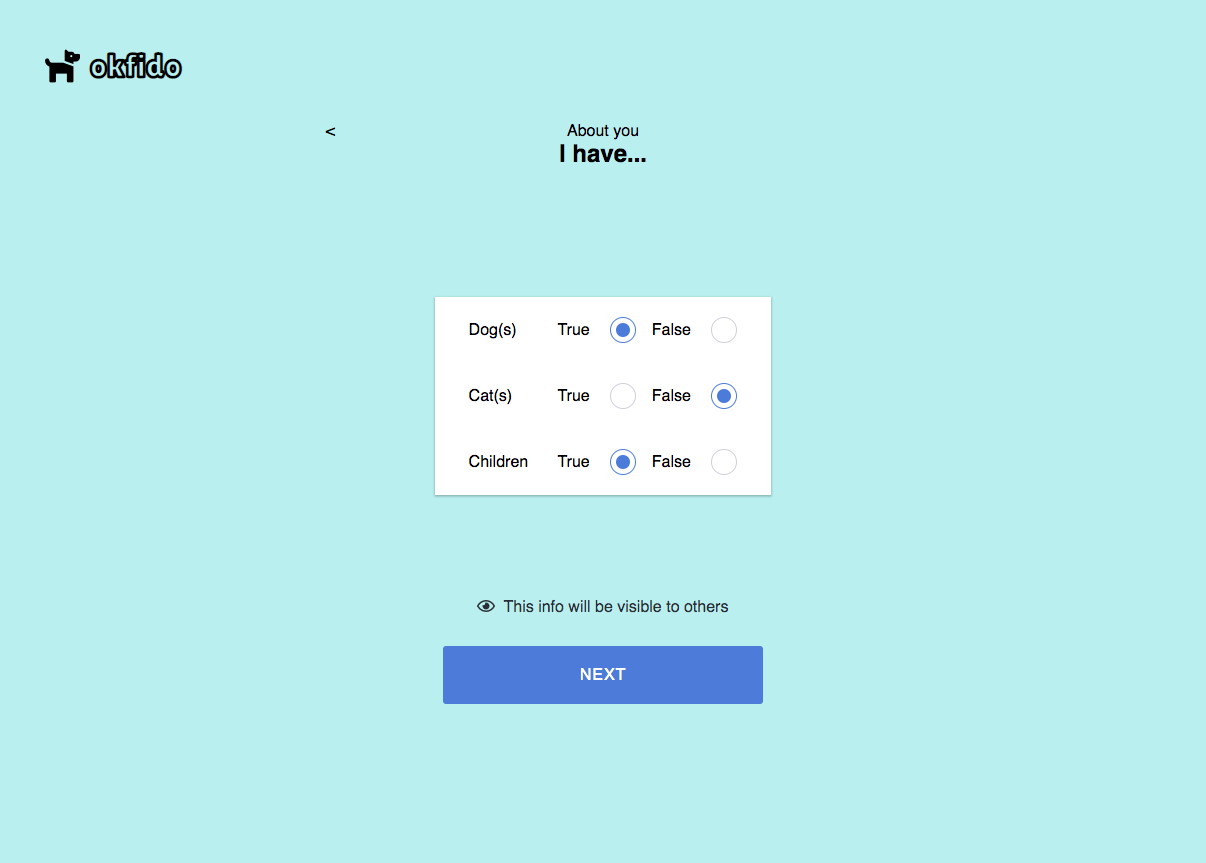 okfido
<
About you
I have...
Dog(s) True False
Cat(s) True False
Children True False
This info will be visible to others
NEXT